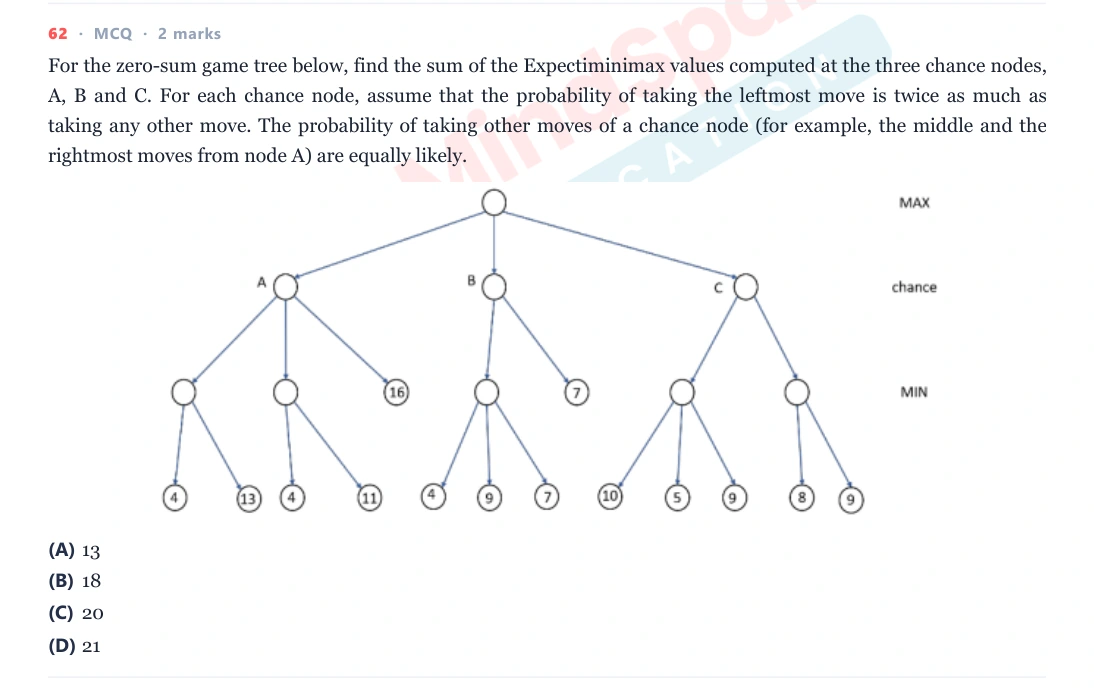 62 · MCQ · 2 marks
For the zero-sum game tree below, find the sum of the Expectiminimax values computed at the three chance nodes,
A, B and C. For each chance node, assume that the probability of taking the leftmost move is twice as much as
taking any other move. The probability of taking other moves of a chance node (for example, the middle and the
rightmost moves from node A) are equally likely.
MAX
A B C chance
16 7 MIN
4 13 4 11 4 9 7 10 5 9 8 9
(A) 13
(B) 18
(C) 20
(D) 21